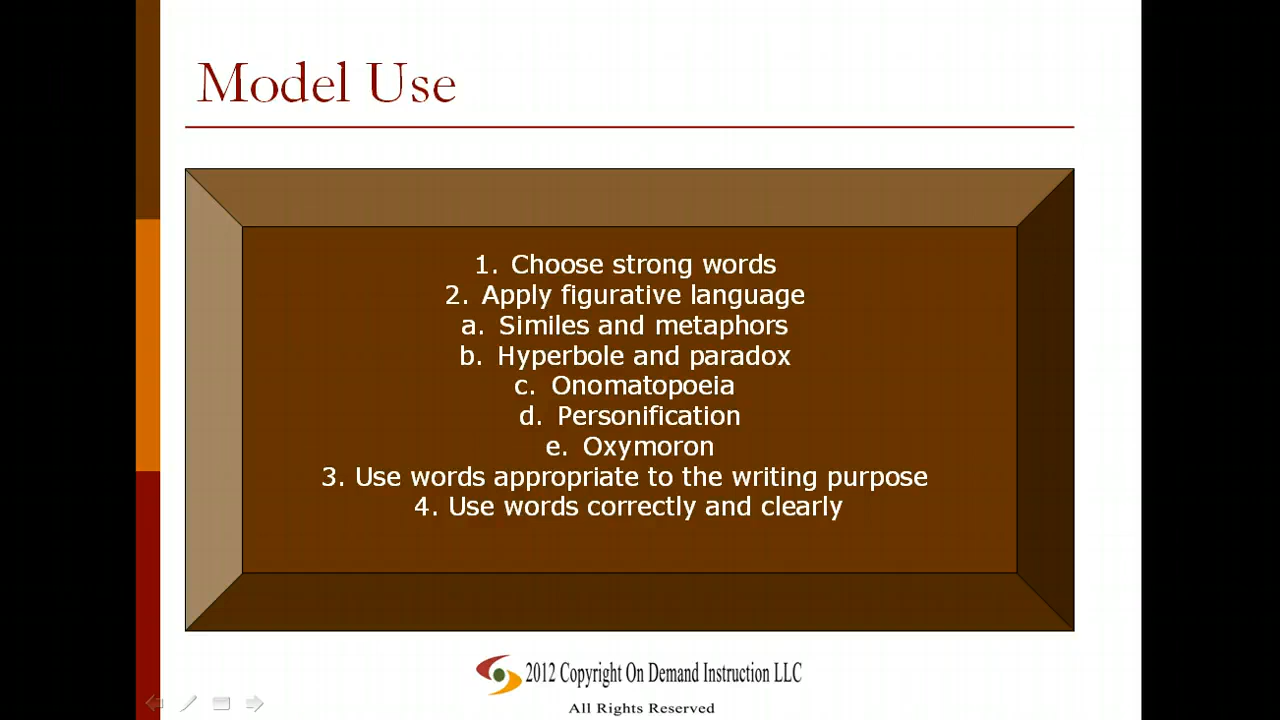 Model Use
1. Choose strong words
2. Apply figurative language
a. Similes and metaphors
b. Hyperbole and paradox
c. Onomatopoeia
d. Personification
e. Oxymoron
3. Use words appropriate to the writing purpose
4. Use words correctly and clearly
2012 Copyright On Demand Instruction LLC
All Rights Reserved